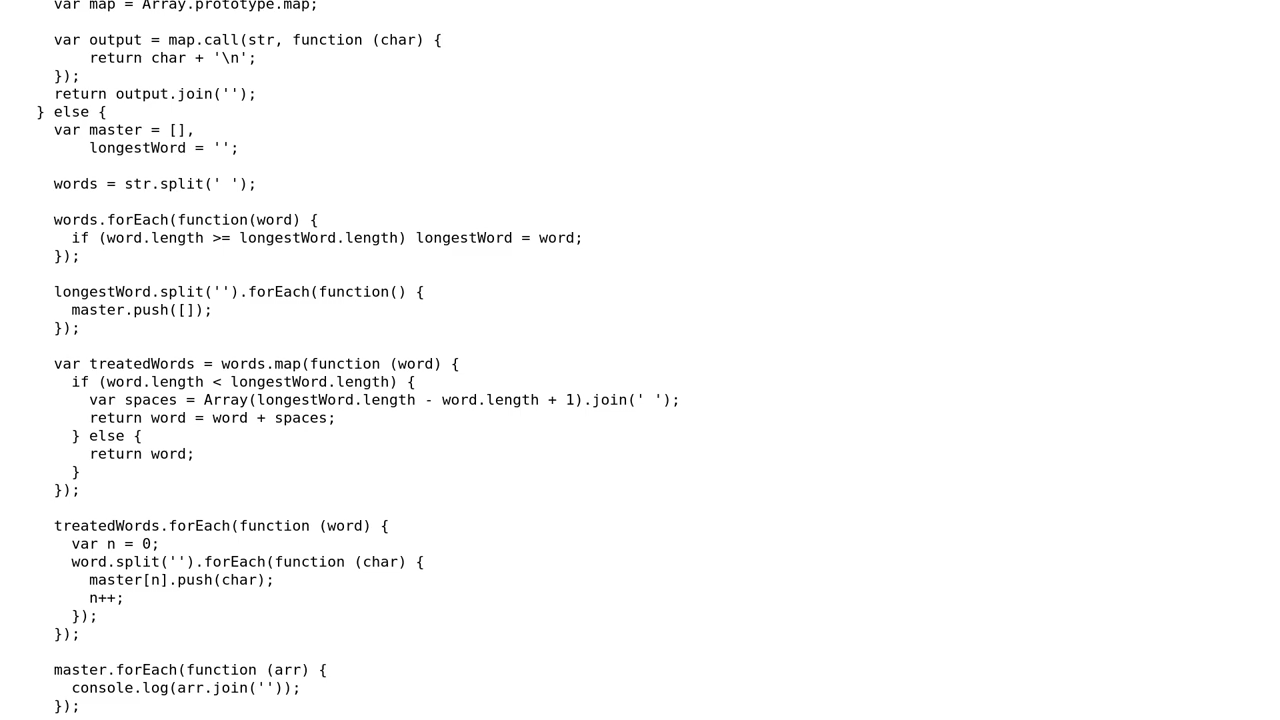 var map = Array.prototype.map;

    var output = map.call(str, function (char) {
        return char + '\n';
    });
    return output.join('');
  } else {
    var master = [],
        longestWord = '';

    words = str.split(' ');

    words.forEach(function(word) {
      if (word.length >= longestWord.length) longestWord = word;
    });

    longestWord.split('').forEach(function() {
      master.push([]);
    });

    var treatedWords = words.map(function (word) {
      if (word.length < longestWord.length) {
        var spaces = Array(longestWord.length - word.length + 1).join(' ');
        return word = word + spaces;
      } else {
        return word;
      }
    });

    treatedWords.forEach(function (word) {
      var n = 0;
      word.split('').forEach(function (char) {
        master[n].push(char);
        n++;
      });
    });

    master.forEach(function (arr) {
      console.log(arr.join(''));
    });